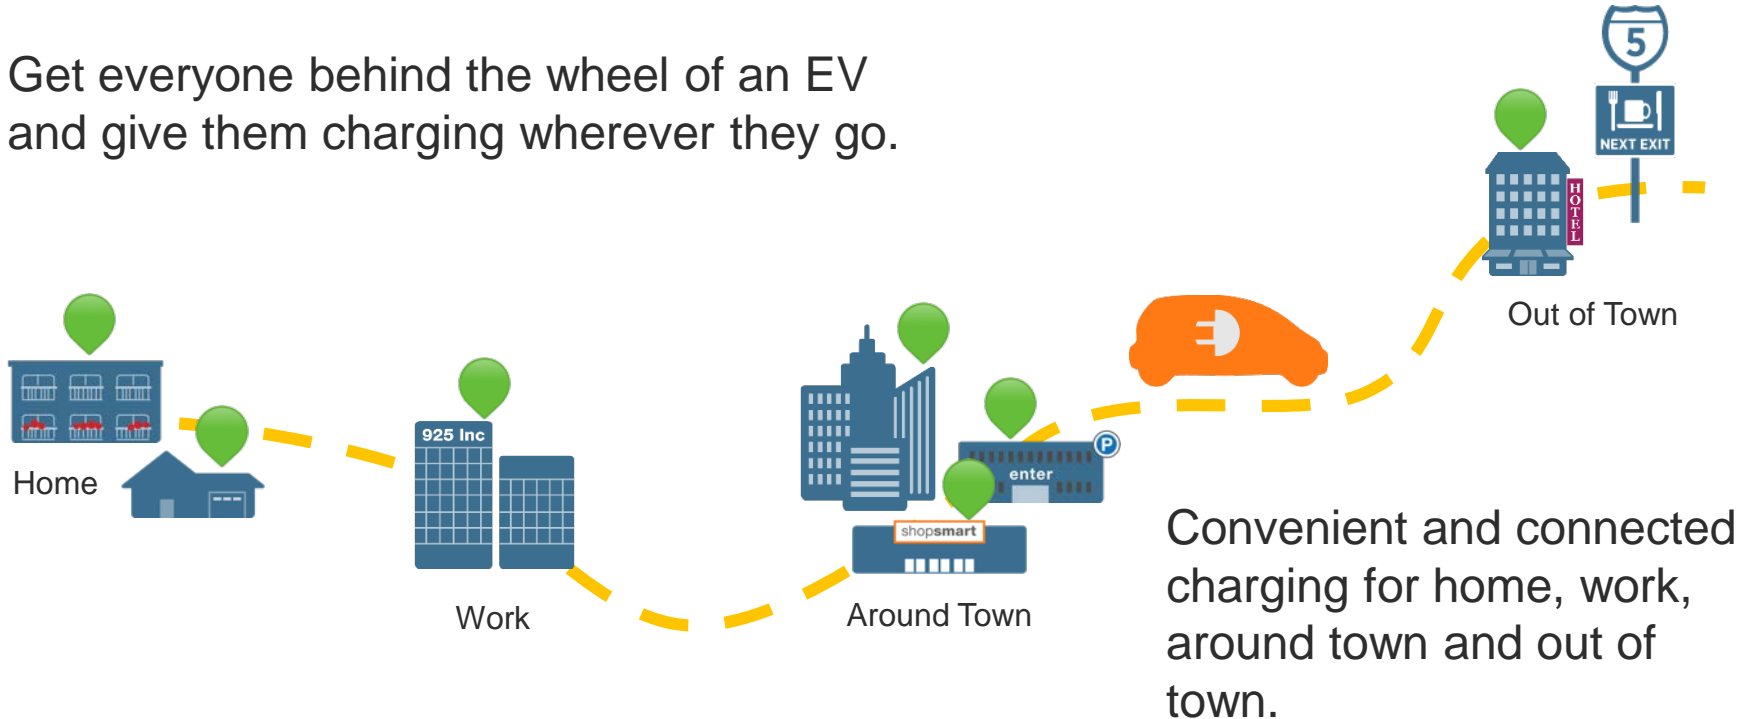 Get everyone behind the wheel of an EV
and give them charging wherever they go.
5
NEXT EXIT
HOTEL
Out of Town
925 Inc
Home
P
enter
shopsmart
Work
Around Town
Convenient and connected
charging for home, work,
around town and out of
town.